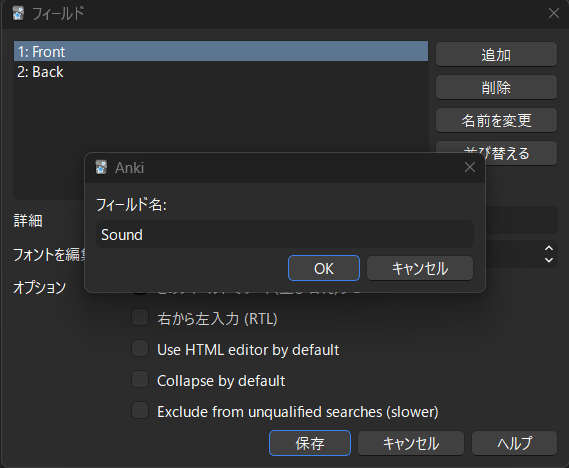 フィールド
1: Front
2: Back
追加
削除
名前を変更
並び替える
Anki
フィールド名:
Sound
OK
キャンセル
詳細
フォントを編集
オプション
右から左入力 (RTL)
Use HTML editor by default
Collapse by default
Exclude from unqualified searches (slower)
保存
キャンセル
ヘルプ